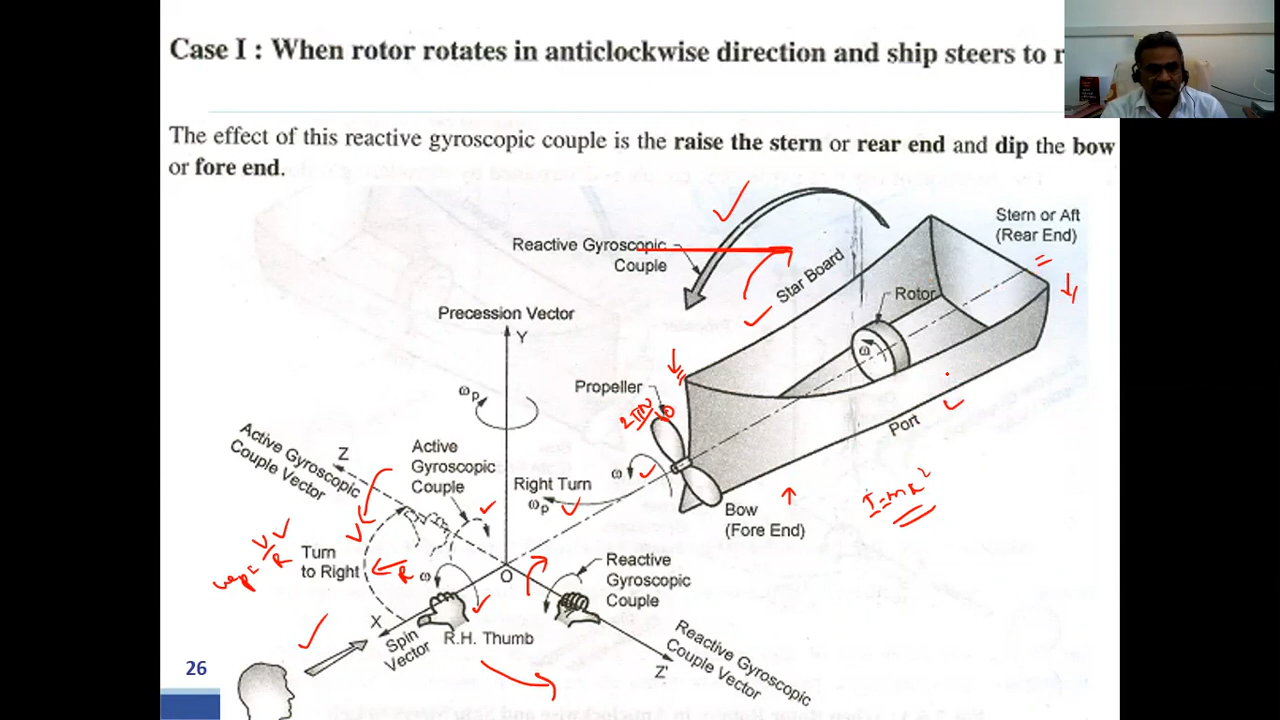 Case I : When rotor rotates in anticlockwise direction and ship steers to r
The effect of this reactive gyroscopic couple is the raise the stern or rear end and dip the bow
or fore end.
Stern or Aft
(Rear End)
Reactive Gyroscopic
Couple
Star Board
Rotor
ω
Precession Vector
Y
Propeller
ωp
Port
Active Gyroscopic
Couple Vector
Z
Active
Gyroscopic
Couple
Right Turn
ωp
ω
I=mk²
Bow
(Fore End)
V
R
Turn
to Right
R
ω
O
Reactive
Gyroscopic
Couple
X
Spin
Vector
R.H. Thumb
Reactive Gyroscopic
Couple Vector
Z'
26